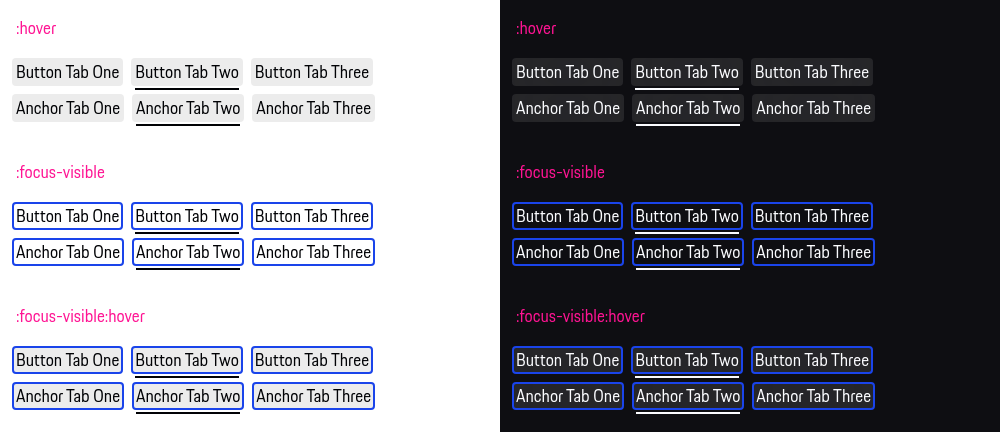 :hover
Button Tab One Button Tab Two Button Tab Three
Anchor Tab One Anchor Tab Two Anchor Tab Three
:focus-visible
Button Tab One Button Tab Two Button Tab Three
Anchor Tab One Anchor Tab Two Anchor Tab Three
:focus-visible:hover
Button Tab One Button Tab Two Button Tab Three
Anchor Tab One Anchor Tab Two Anchor Tab Three
:hover
Button Tab One Button Tab Two Button Tab Three
Anchor Tab One Anchor Tab Two Anchor Tab Three
:focus-visible
Button Tab One Button Tab Two Button Tab Three
Anchor Tab One Anchor Tab Two Anchor Tab Three
:focus-visible:hover
Button Tab One Button Tab Two Button Tab Three
Anchor Tab One Anchor Tab Two Anchor Tab Three